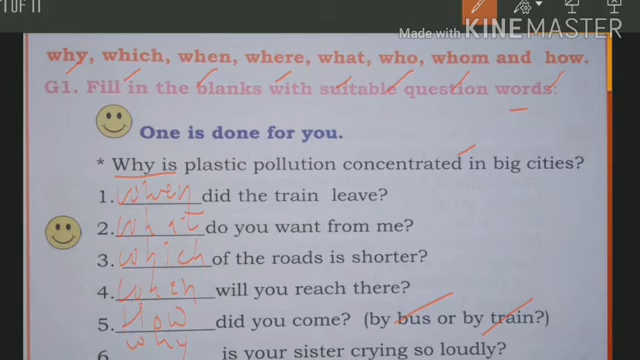 1 of 11
Made with KINEMASTER
why, which, when, where, what, who, whom and how.
G1. Fill in the blanks with suitable question words.
One is done for you.
* Why is plastic pollution concentrated in big cities?
1. when did the train leave?
2. what do you want from me?
3. which of the roads is shorter?
4. when will you reach there?
5. How did you come? (by bus or by train?)
6. why is your sister crying so loudly?